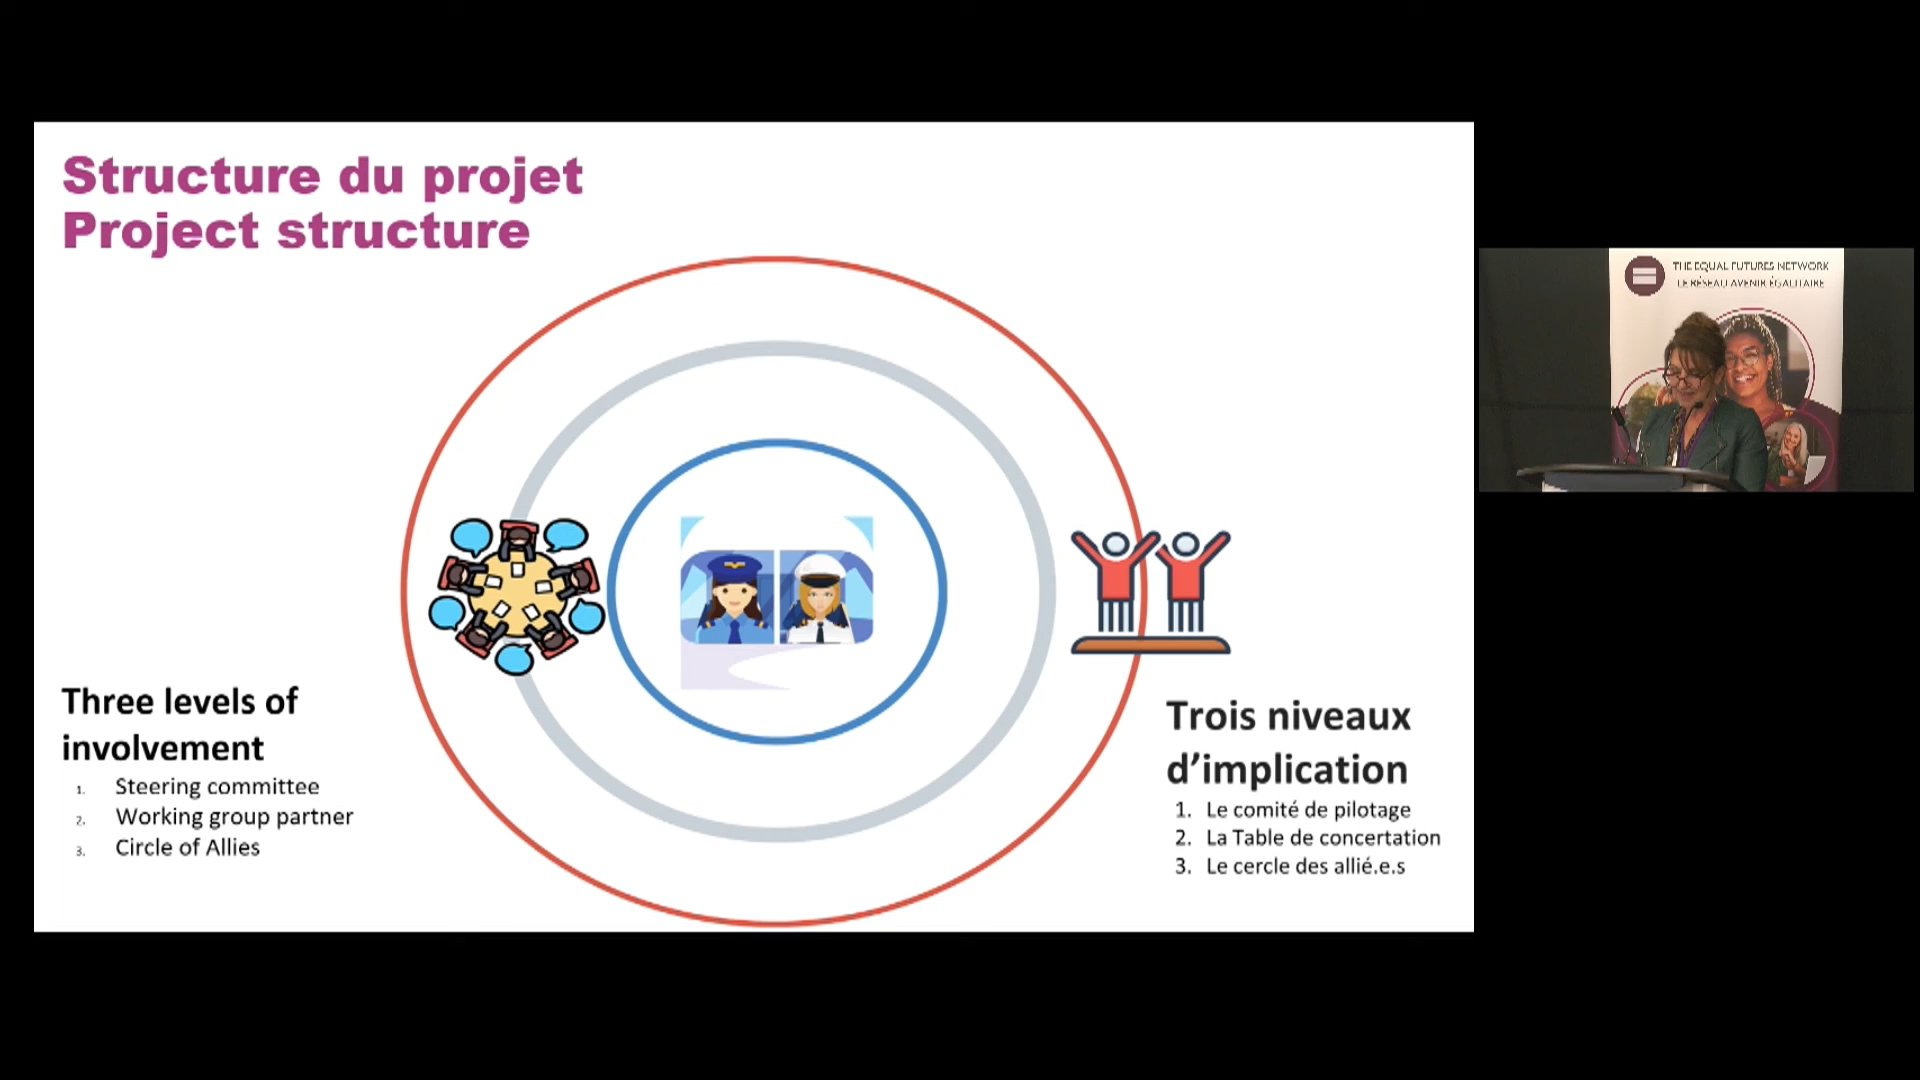 Structure du projet
Project structure
Three levels of
involvement
1. Steering committee
2. Working group partner
3. Circle of Allies
Trois niveaux
d’implication
1. Le comité de pilotage
2. La Table de concertation
3. Le cercle des allié.e.s
THE EQUAL FUTURES NETWORK
LE RÉSEAU AVENIR ÉGALITAIRE